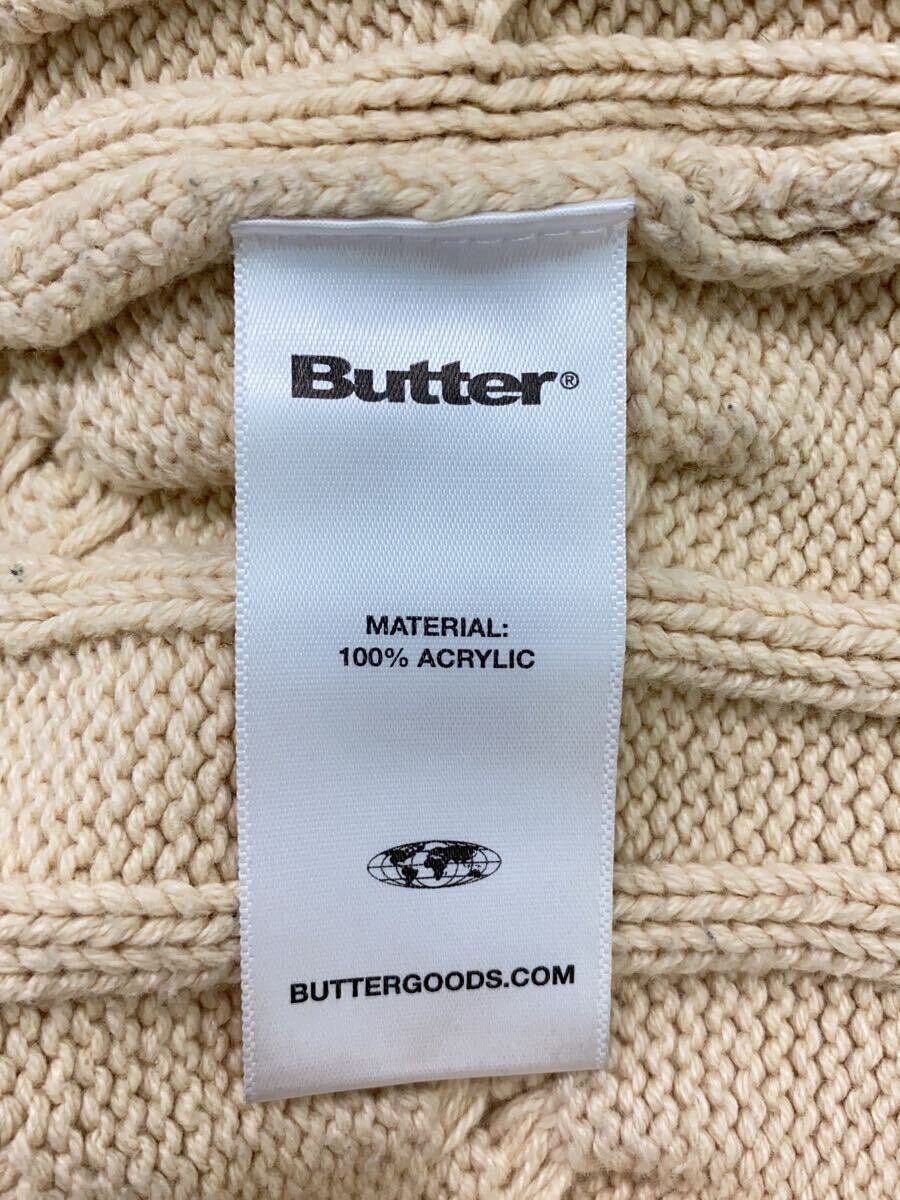 Butter®
MATERIAL:
100% ACRYLIC
BUTTERGOODS.COM